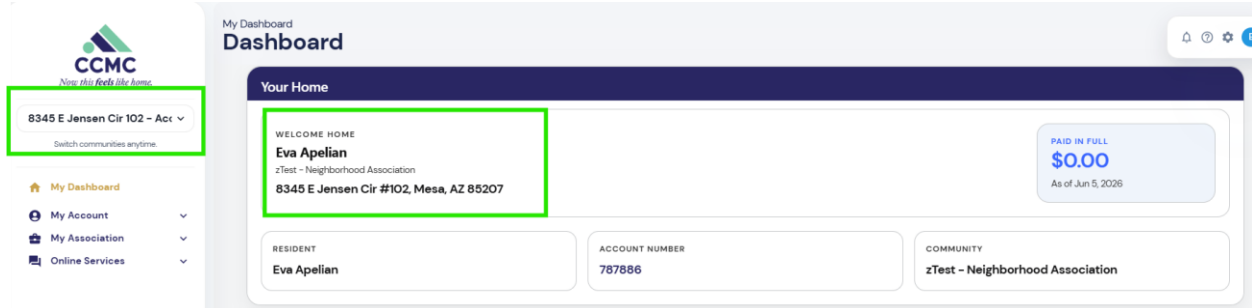 CCMC
Now this feels like home.
8345 E Jensen Cir 102 - Acc
Switch communities anytime.
My Dashboard
My Account
My Association
Online Services
My Dashboard
Dashboard
Your Home
WELCOME HOME
Eva Apelian
zTest - Neighborhood Association
8345 E Jensen Cir #102, Mesa, AZ 85207
PAID IN FULL
$0.00
As of Jun 5, 2026
RESIDENT
Eva Apelian
ACCOUNT NUMBER
787886
COMMUNITY
zTest - Neighborhood Association